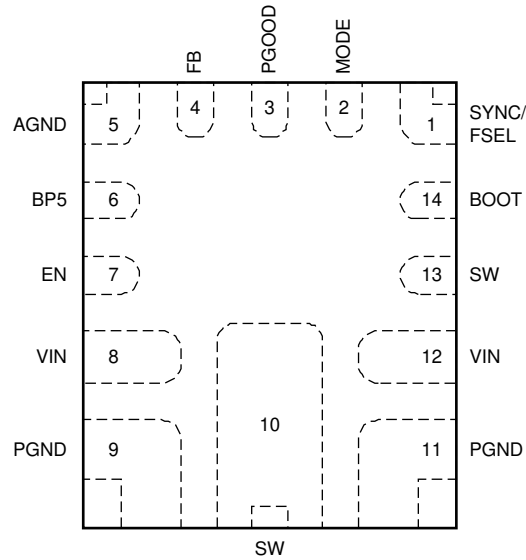 FB
PGOOD
MODE
AGND
5
4
3
2
1
SYNC/
FSEL
BP5
6
14
BOOT
EN
7
13
SW
VIN
8
12
VIN
10
PGND
9
11
PGND
SW